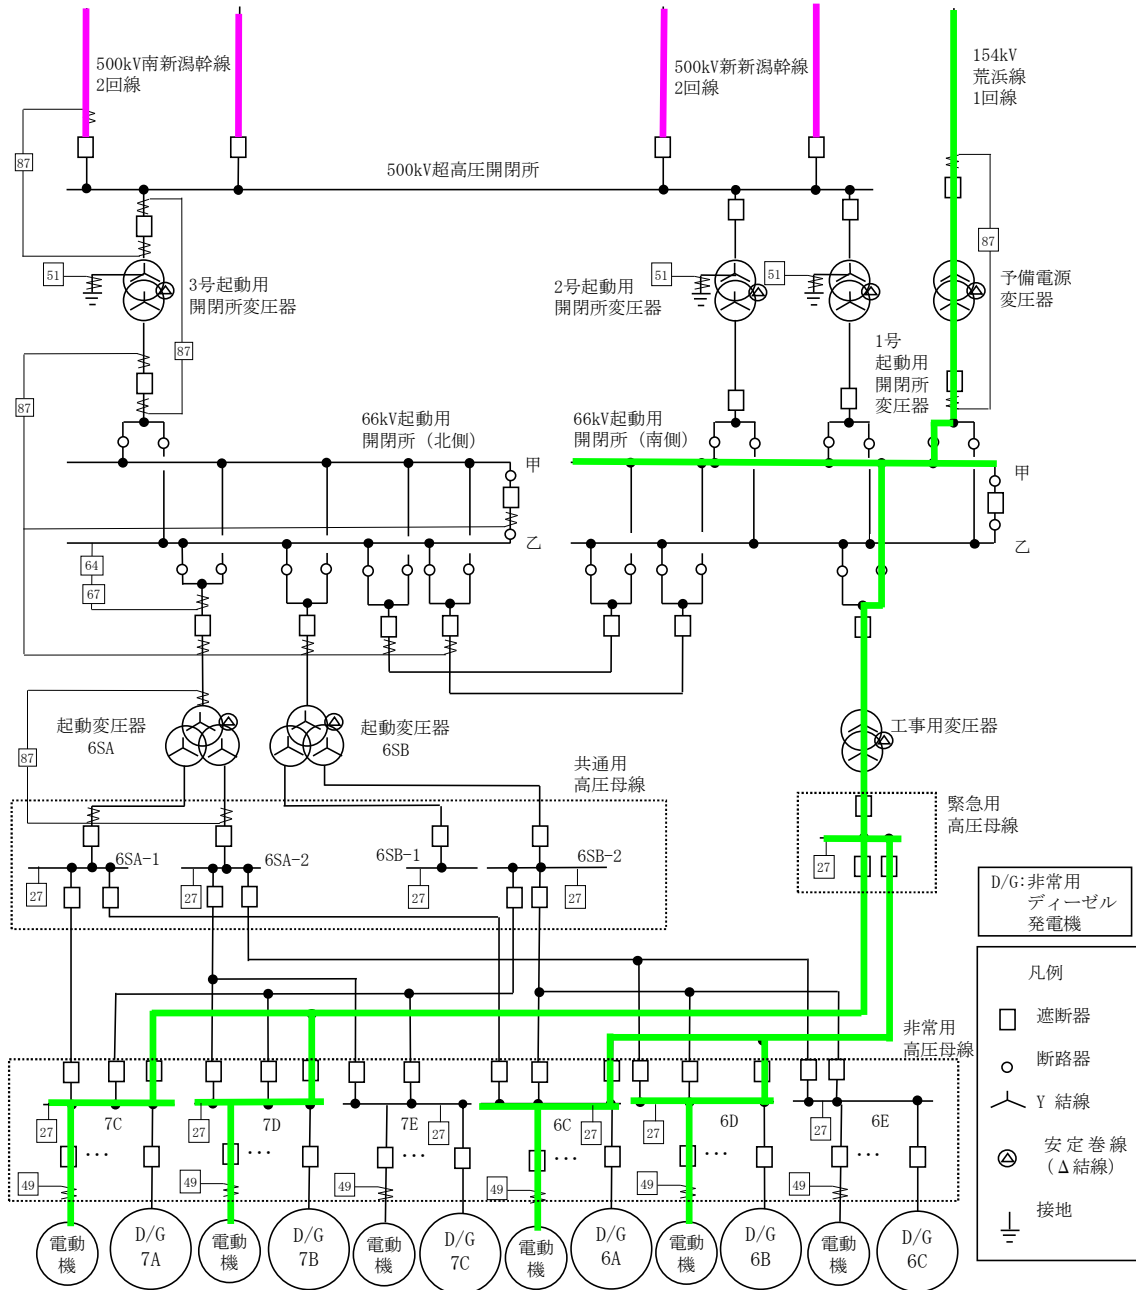 500kV南新潟幹線
2回線
500kV新新潟幹線
2回線
154kV
荒浜線
1回線
87
500kV超高圧開閉所
87
51
3号起動用
開閉所変圧器
51
2号起動用
開閉所変圧器
51
予備電源
変圧器
87
1号
起動用
開閉所
変圧器
87
66kV起動用
開閉所（北側）
66kV起動用
開閉所（南側）
甲
甲
乙
乙
64
67
起動変圧器
6SA
起動変圧器
6SB
工事用変圧器
87
共通用
高圧母線
緊急用
高圧母線
6SA-1
6SA-2
6SB-1
6SB-2
27
27
27
27
27
D/G:非常用
ディーゼル
発電機
凡例
遮断器
断路器
Y 結線
安定巻線
（Δ結線）
接地
非常用
高圧母線
7C
7D
7E
6C
6D
6E
27
27
27
27
27
27
…
…
…
…
…
…
49
49
49
49
49
49
電動
機
D/G
7A
電動
機
D/G
7B
電動
機
D/G
7C
電動
機
D/G
6A
電動
機
D/G
6B
電動
機
D/G
6C